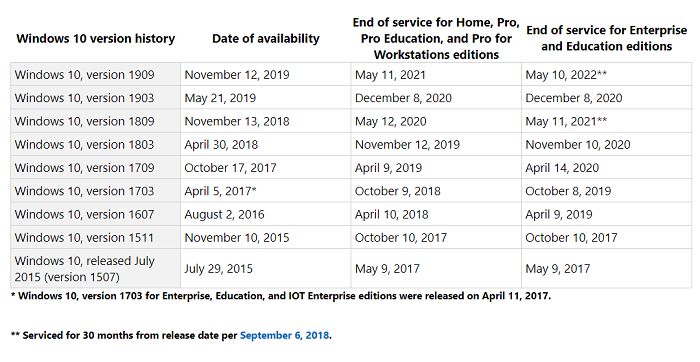 Windows 10 version history Date of availability End of service for Home, Pro, Pro Education, and Pro for Workstations editions End of service for Enterprise and Education editions
Windows 10, version 1909 November 12, 2019 May 11, 2021 May 10, 2022**
Windows 10, version 1903 May 21, 2019 December 8, 2020 December 8, 2020
Windows 10, version 1809 November 13, 2018 May 12, 2020 May 11, 2021**
Windows 10, version 1803 April 30, 2018 November 12, 2019 November 10, 2020
Windows 10, version 1709 October 17, 2017 April 9, 2019 April 14, 2020
Windows 10, version 1703 April 5, 2017* October 9, 2018 October 8, 2019
Windows 10, version 1607 August 2, 2016 April 10, 2018 April 9, 2019
Windows 10, version 1511 November 10, 2015 October 10, 2017 October 10, 2017
Windows 10, released July 2015 (version 1507) July 29, 2015 May 9, 2017 May 9, 2017
* Windows 10, version 1703 for Enterprise, Education, and IOT Enterprise editions were released on April 11, 2017.
** Serviced for 30 months from release date per September 6, 2018.